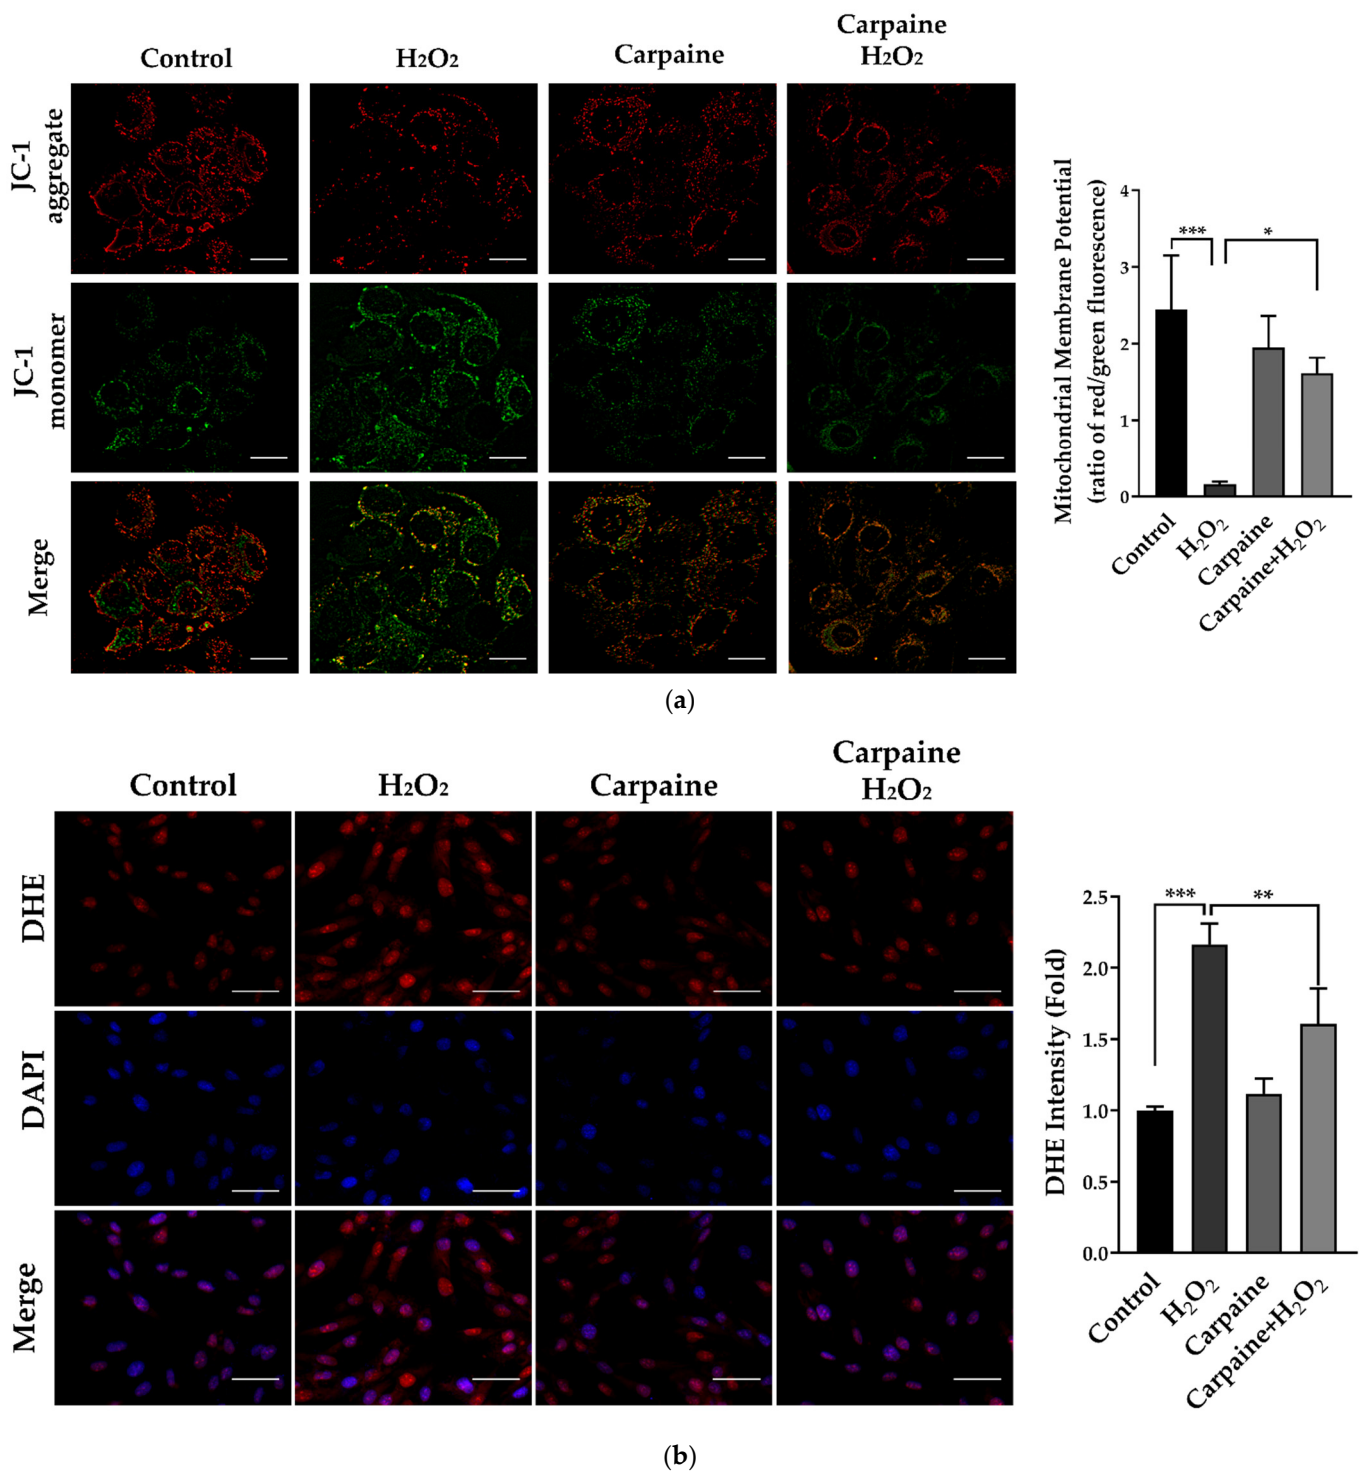 Control
H2O2
Carpaine
Carpaine
H2O2
JC-1
aggregate
JC-1
monomer
Merge
Mitochondrial Membrane Potential
(ratio of red/green fluorescence)
4
3
2
1
0
***
*
Control
H2O2
Carpaine
Carpaine+H2O2
(a)
Control
H2O2
Carpaine
Carpaine
H2O2
DHE
DAPI
Merge
DHE Intensity (Fold)
2.5
2.0
1.5
1.0
0.5
0.0
***
**
Control
H2O2
Carpaine
Carpaine+H2O2
(b)